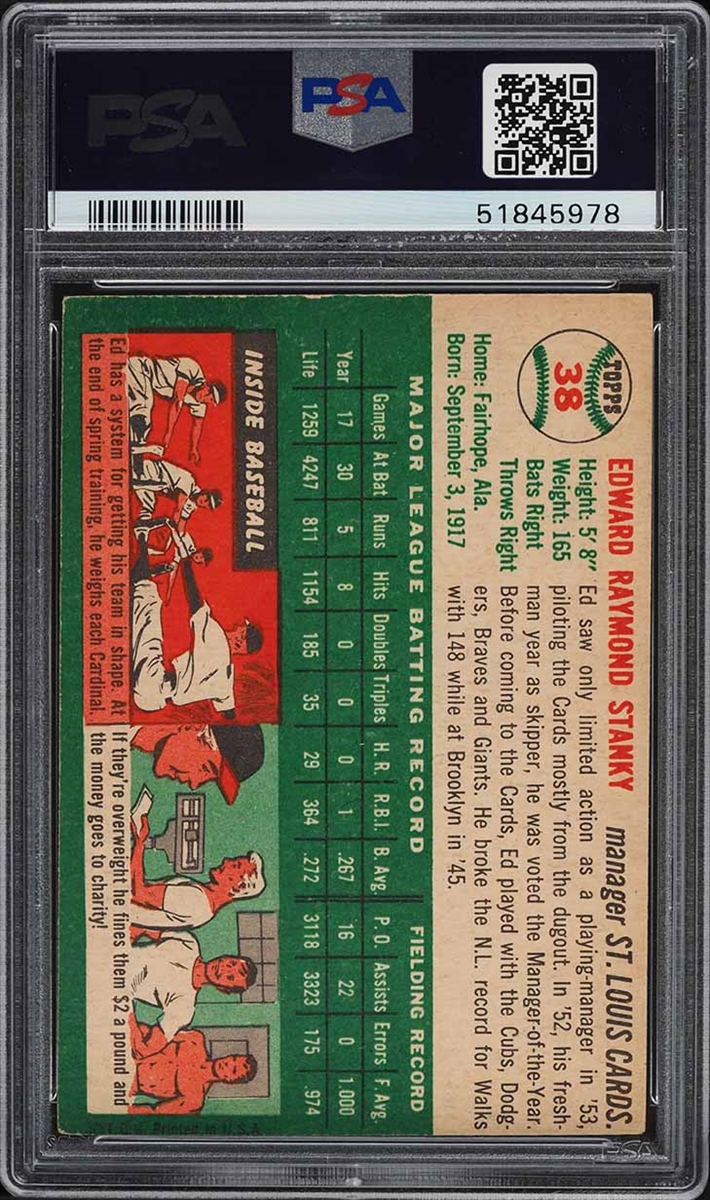 PSA
PSA
51845978
TOPPS
38
EDWARD RAYMOND STANKY manager ST. LOUIS CARDS.
Height: 5' 8"
Weight: 165
Bats Right
Throws Right
Home: Fairhope, Ala.
Born: September 3, 1917
Ed saw only limited action as a playing-manager in '53,
piloting the Cards mostly from the dugout. In '52, his fresh-
man year as skipper, he was voted the Manager-of-the-Year.
Before coming to the Cards, Ed played with the Cubs, Dodg-
ers, Braves and Giants. He broke the N.L. record for Walks
with 148 while at Brooklyn in '45.
MAJOR LEAGUE BATTING RECORD FIELDING RECORD
Games At Bat Runs Hits Doubles Triples H. R. R.B.I. B. Avg. P. O. Assists Errors F. Avg.
Year 17 30 5 8 0 0 0 1 .267 16 22 0 1.000
Life 1259 4247 811 1154 185 35 29 364 .272 3118 3323 175 .974
INSIDE BASEBALL
Ed has a system for getting his team in shape. At
the end of spring training, he weighs each Cardinal.
If they're overweight he fines them $2 a pound and
the money goes to charity!
T.C.G. Printed in U.S.A.
PSA